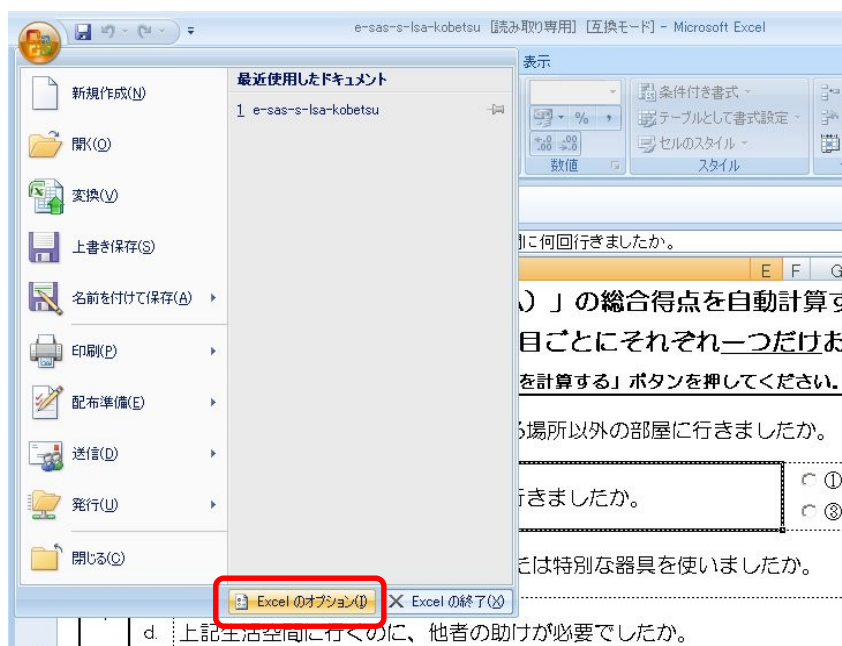 e-sas-s-lsa-kobetsu [読み取り専用] [互換モード] - Microsoft Excel
表示
最近使用したドキュメント
1 e-sas-s-lsa-kobetsu
新規作成(N)
開く(O)
変換(V)
上書き保存(S)
名前を付けて保存(A)
印刷(P)
配布準備(E)
送信(D)
発行(U)
閉じる(C)
Excel のオプション(I)
Excel の終了(X)
条件付き書式
テーブルとして書式設定
セルのスタイル
% ,
.0 .00 .00 .0
数値
スタイル
に何回行きましたか。
E F G
)」の総合得点を自動計算す
目ごとにそれぞれ一つだけお
を計算する」ボタンを押してください。
場所以外の部屋に行きましたか。
行きましたか。
①
③
たは特別な器具を使いましたか。
d. 上記生活空間に行くのに、他者の助けが必要でしたか。